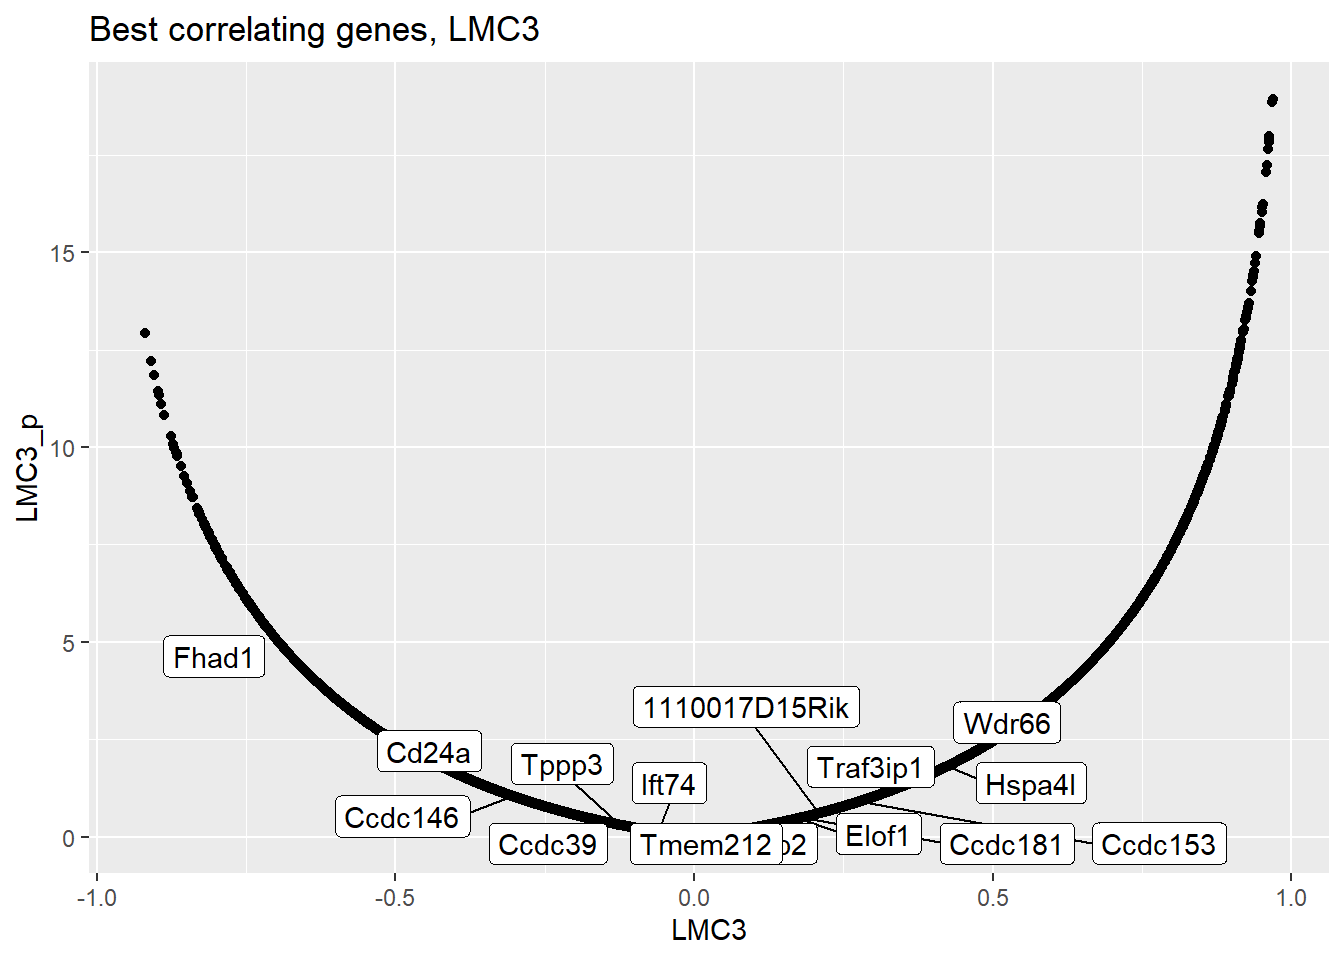 Best correlating genes, LMC3
LMC3_p
15
10
5
0
Fhad1
1110017D15Rik
Wdr66
Cd24a
Tppp3
Traf3ip1
Ift74
Hspa4l
Ccdc146
Elof1
Ccdc39
Tmem212
Ccdc181
Ccdc153
-1.0
-0.5
0.0
0.5
1.0
LMC3